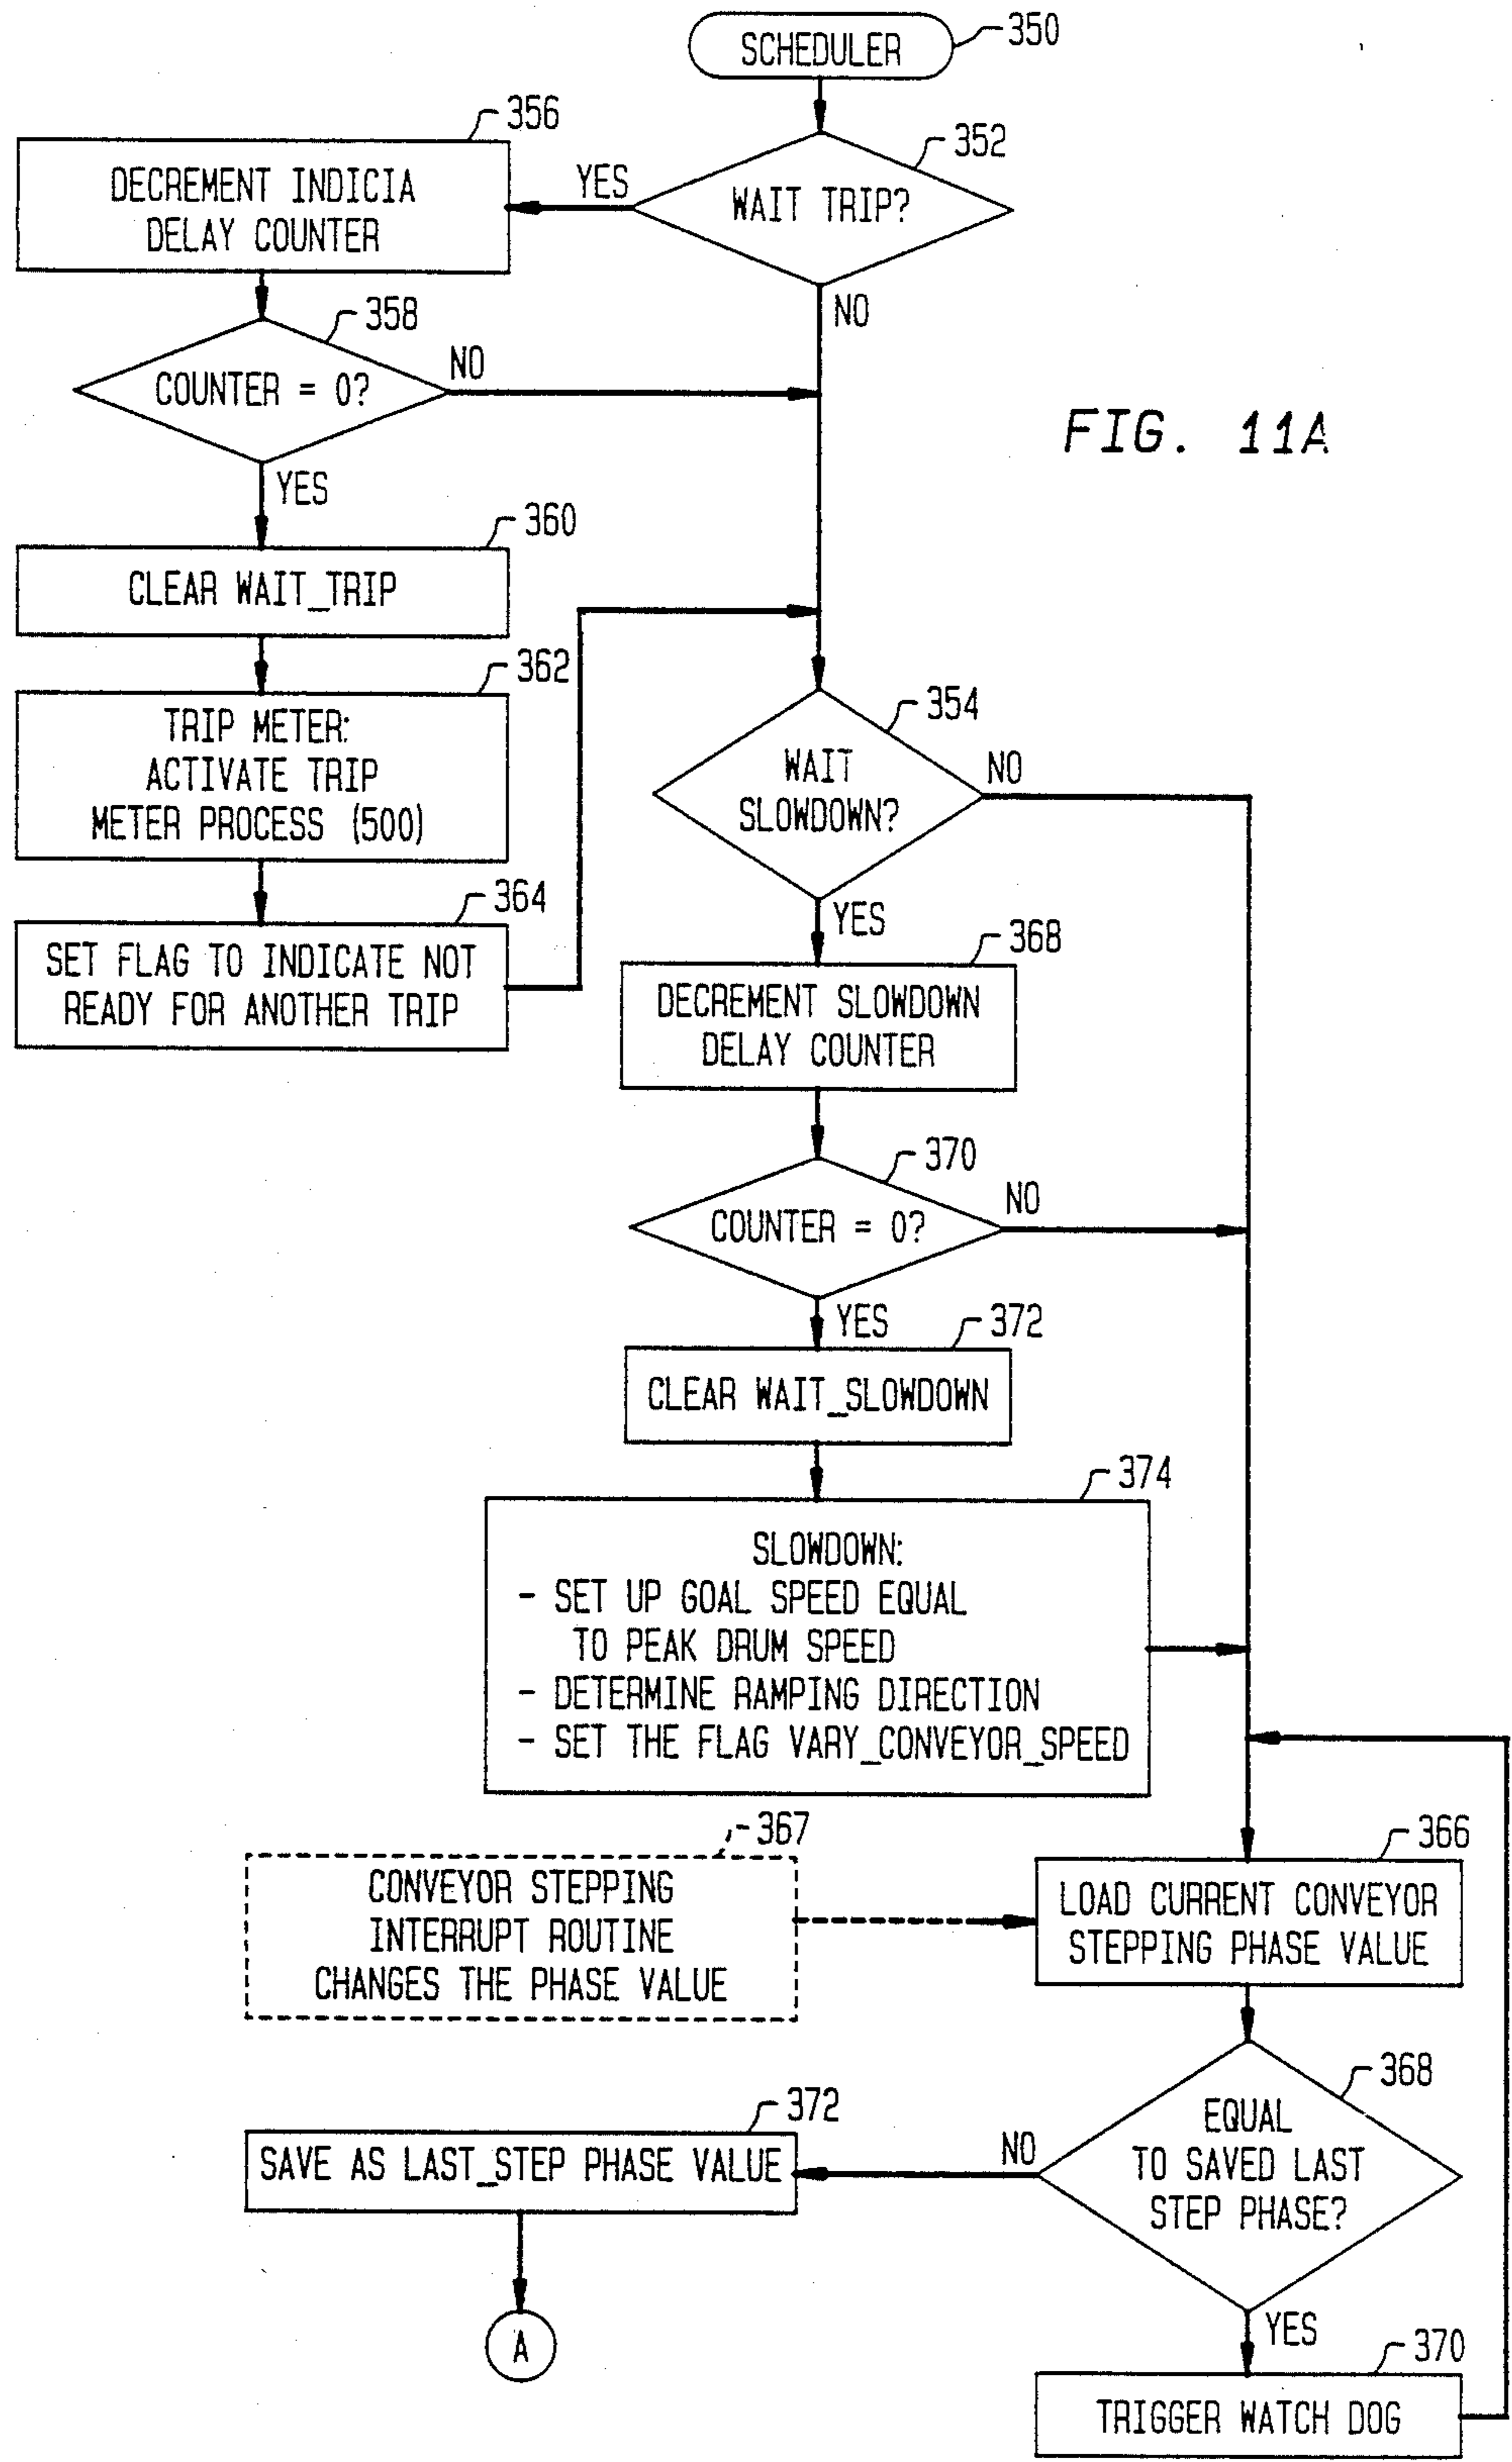 SCHEDULER
350
356
352
DECREMENT INDICIA
DELAY COUNTER
YES
WAIT TRIP?
NO
358
COUNTER = 0?
NO
FIG. 11A
YES
360
CLEAR WAIT_TRIP
362
TRIP METER:
ACTIVATE TRIP
METER PROCESS (500)
354
WAIT
SLOWDOWN?
NO
364
SET FLAG TO INDICATE NOT
READY FOR ANOTHER TRIP
YES
368
DECREMENT SLOWDOWN
DELAY COUNTER
370
COUNTER = 0?
NO
YES
372
CLEAR WAIT_SLOWDOWN
374
SLOWDOWN:
- SET UP GOAL SPEED EQUAL
TO PEAK DRUM SPEED
- DETERMINE RAMPING DIRECTION
- SET THE FLAG VARY_CONVEYOR_SPEED
367
CONVEYOR STEPPING
INTERRUPT ROUTINE
CHANGES THE PHASE VALUE
366
LOAD CURRENT CONVEYOR
STEPPING PHASE VALUE
368
EQUAL
TO SAVED LAST
STEP PHASE?
NO
372
SAVE AS LAST_STEP PHASE VALUE
A
YES
370
TRIGGER WATCH DOG